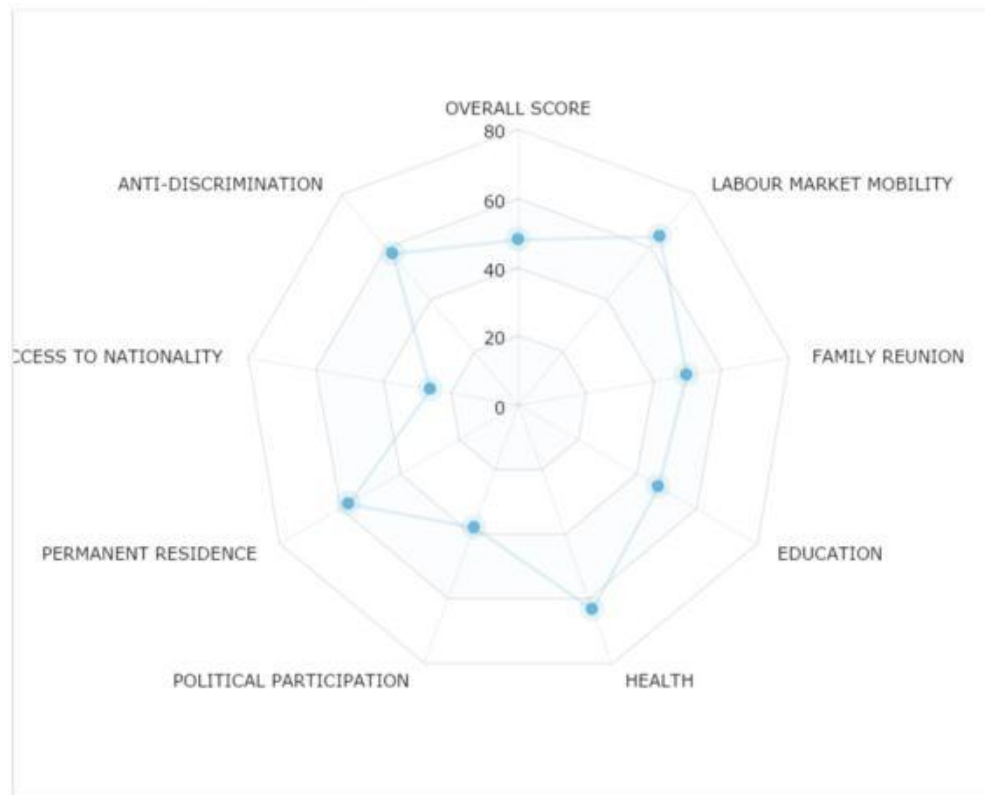 OVERALL SCORE
80
ANTI-DISCRIMINATION
LABOUR MARKET MOBILITY
60
40
20
CCESS TO NATIONALITY
FAMILY REUNION
0
PERMANENT RESIDENCE
EDUCATION
POLITICAL PARTICIPATION
HEALTH